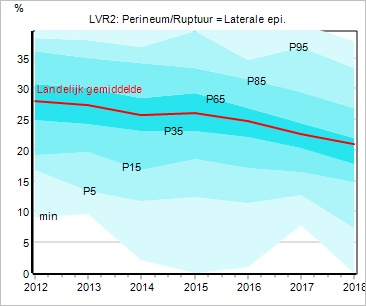 %
LVR2: Perineum/Ruptuur = Laterale epi.
35
30
25
20
15
10
5
0
P95
P85
Landelijk gemiddelde
P65
P35
P15
P5
min
2012 2013 2014 2015 2016 2017 2018